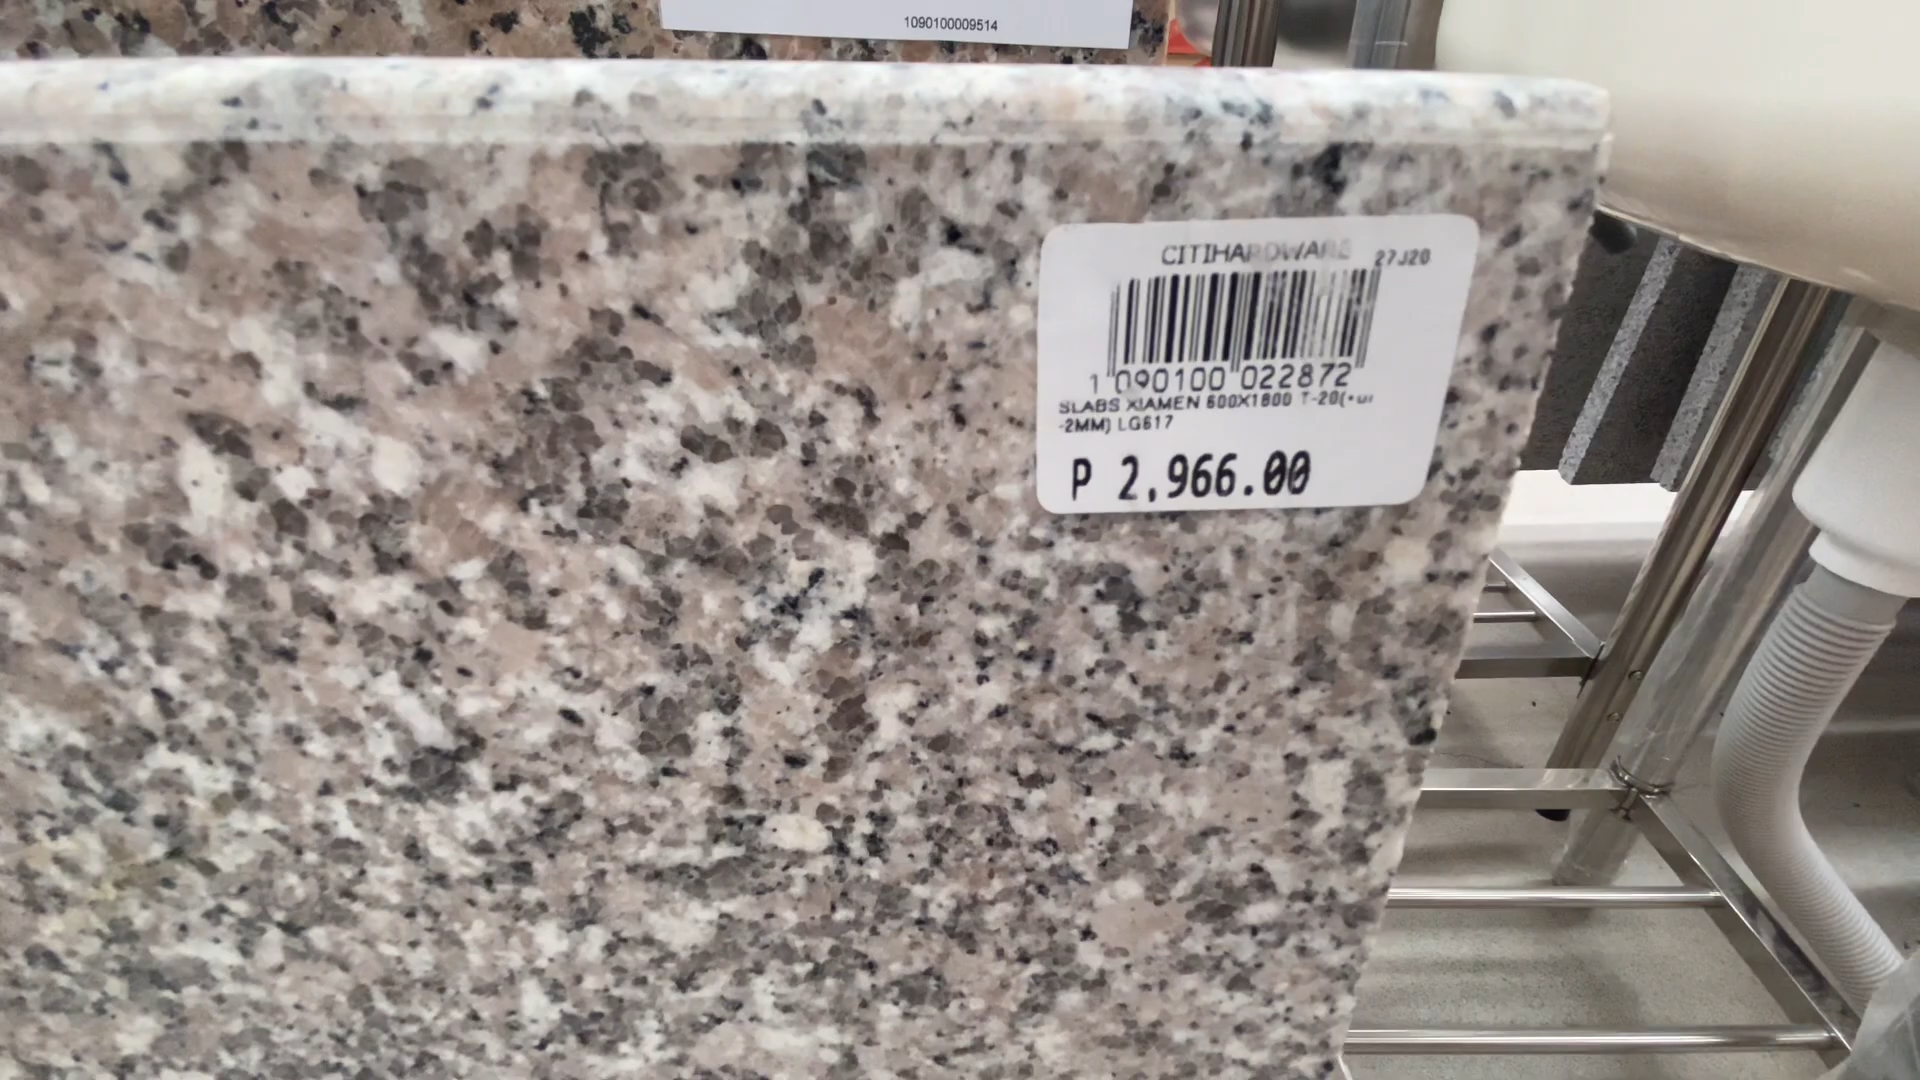 1090100009514
CITIHARDWARE 27J20
1 090100 022872
SLABS XIAMEN 600X1800 T-20(+or
-2MM) LG617
P 2,966.00